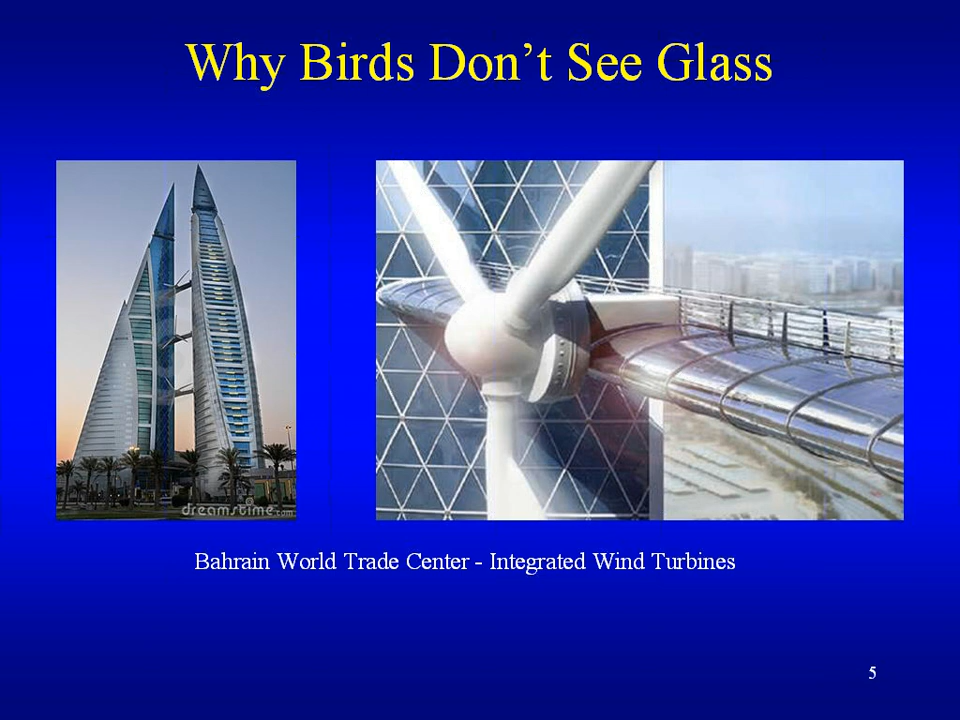 Why Birds Don't See Glass
dreamstime.com
Bahrain World Trade Center - Integrated Wind Turbines
5